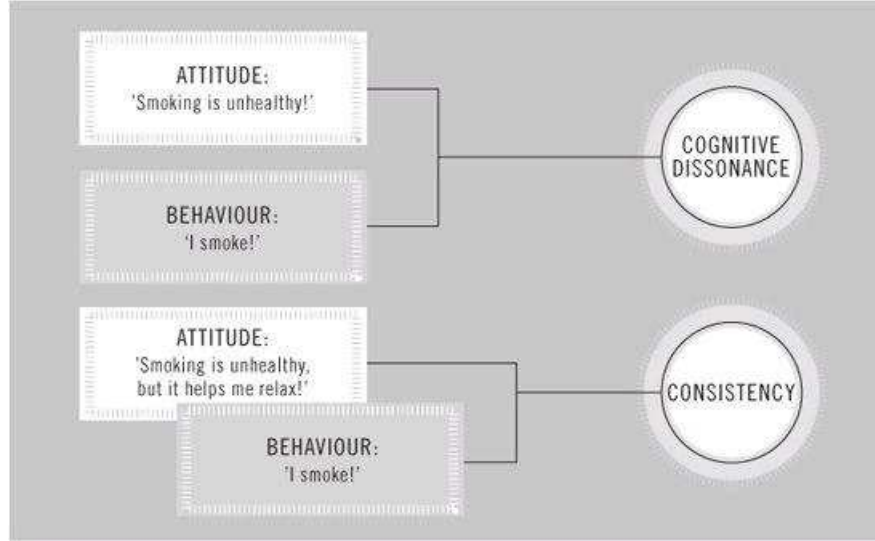 ATTITUDE:
'Smoking is unhealthy!'
BEHAVIOUR:
'I smoke!'
COGNITIVE
DISSONANCE
ATTITUDE:
'Smoking is unhealthy,
but it helps me relax!'
BEHAVIOUR:
'I smoke!'
CONSISTENCY